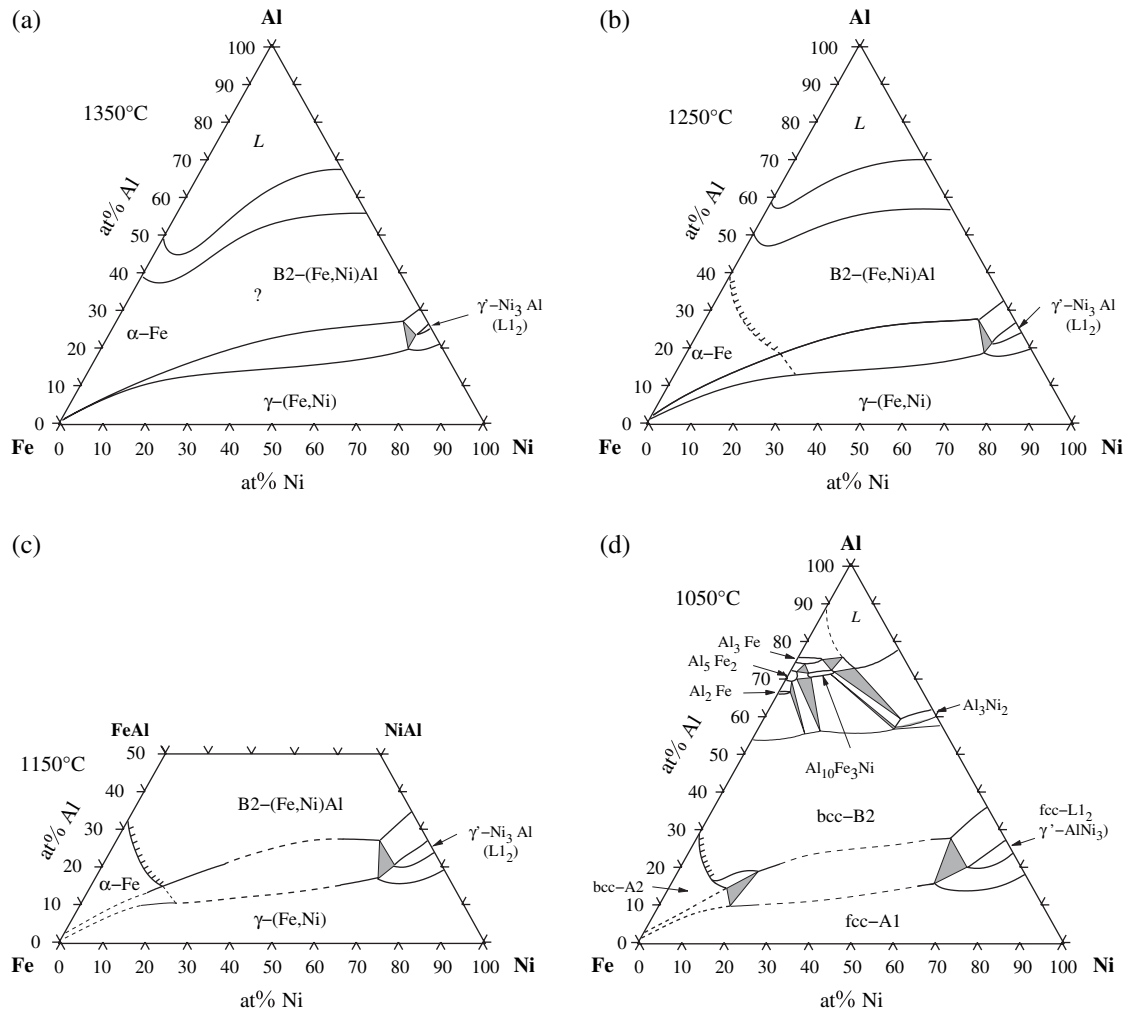 (a)
Al
1350°C
100
90
80
70
60
50
40
30
20
10
0
at% Al
L
B2−(Fe,Ni)Al
?
α−Fe
γ'−Ni3 Al
(L12)
γ−(Fe,Ni)
Fe 0 10 20 30 40 50 60 70 80 90 100 Ni
at% Ni
(b)
Al
1250°C
100
90
80
70
60
50
40
30
20
10
0
at% Al
L
B2−(Fe,Ni)Al
α−Fe
γ'−Ni3 Al
(L12)
γ−(Fe,Ni)
Fe 0 10 20 30 40 50 60 70 80 90 100 Ni
at% Ni
(c)
FeAl NiAl
1150°C
50
40
30
20
10
0
at% Al
B2−(Fe,Ni)Al
α−Fe
γ'−Ni3 Al
(L12)
γ−(Fe,Ni)
Fe 0 10 20 30 40 50 60 70 80 90 100 Ni
at% Ni
(d)
Al
1050°C
100
90
80
70
60
50
40
30
20
10
0
at% Al
L
Al3 Fe
Al5 Fe2
Al2 Fe
Al3Ni2
Al10Fe3Ni
bcc−B2
fcc−L12
γ'−AlNi3)
bcc−A2
fcc−A1
Fe 0 10 20 30 40 50 60 70 80 90 100 Ni
at% Ni